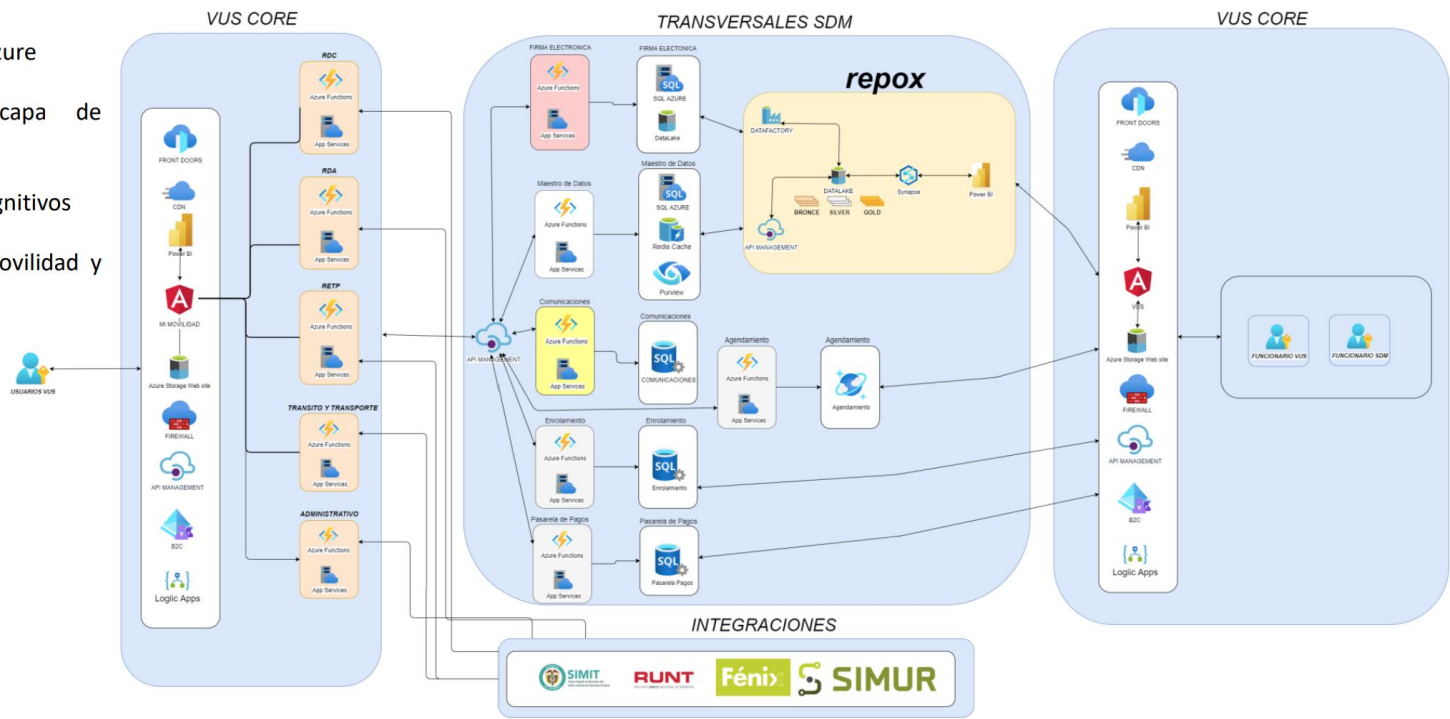 zure
capa de
gnitivos
ovilidad y
VUS CORE
FRONT DOORS
CDN
Power BI
MI MOVILIDAD
Azure Storage Web site
FIREWALL
API MANAGEMENT
B2C
Logiic Apps
USUARIOS VUS
RDC
Azure Functions
App Services
RDA
Azure Functions
App Services
RETP
Azure Functions
App Services
TRANSITO Y TRANSPORTE
Azure Functions
App Services
ADMINISTRATIVO
Azure Functions
App Services
TRANSVERSALES SDM
API MANAGEMENT
FIRMA ELECTRONICA
Azure Functions
App Services
FIRMA ELECTONICA
SQL
SQL AZURE
DataLake
Maestro de Datos
Azure Functions
App Services
Maestro de Datos
SQL
SQL AZURE
Redis Cache
Purview
Comunicaciones
Azure Functions
App Services
Comunicaciones
SQL
COMUNICACIONES
Agendamiento
Azure Functions
App Services
Agendamiento
Agendamiento
Enrolamiento
Azure Functions
App Services
Enrolamiento
SQL
Enrolamiento
Pasarela de Pagos
Azure Functions
App Services
Pasarela de Pagos
SQL
Pasarela Pagos
repox
DATAFACTORY
DATALAKE
Synapse
Power BI
BRONCE SILVER GOLD
API MANAGEMENT
VUS CORE
FRONT DOORS
CDN
Power BI
VUS
Azure Storage Web site
FIREWALL
API MANAGEMENT
B2C
Logiic Apps
FUNCIONARIO VUS
FUNCIONARIO SDM
INTEGRACIONES
SIMIT
RUNT
Fénix
SIMUR